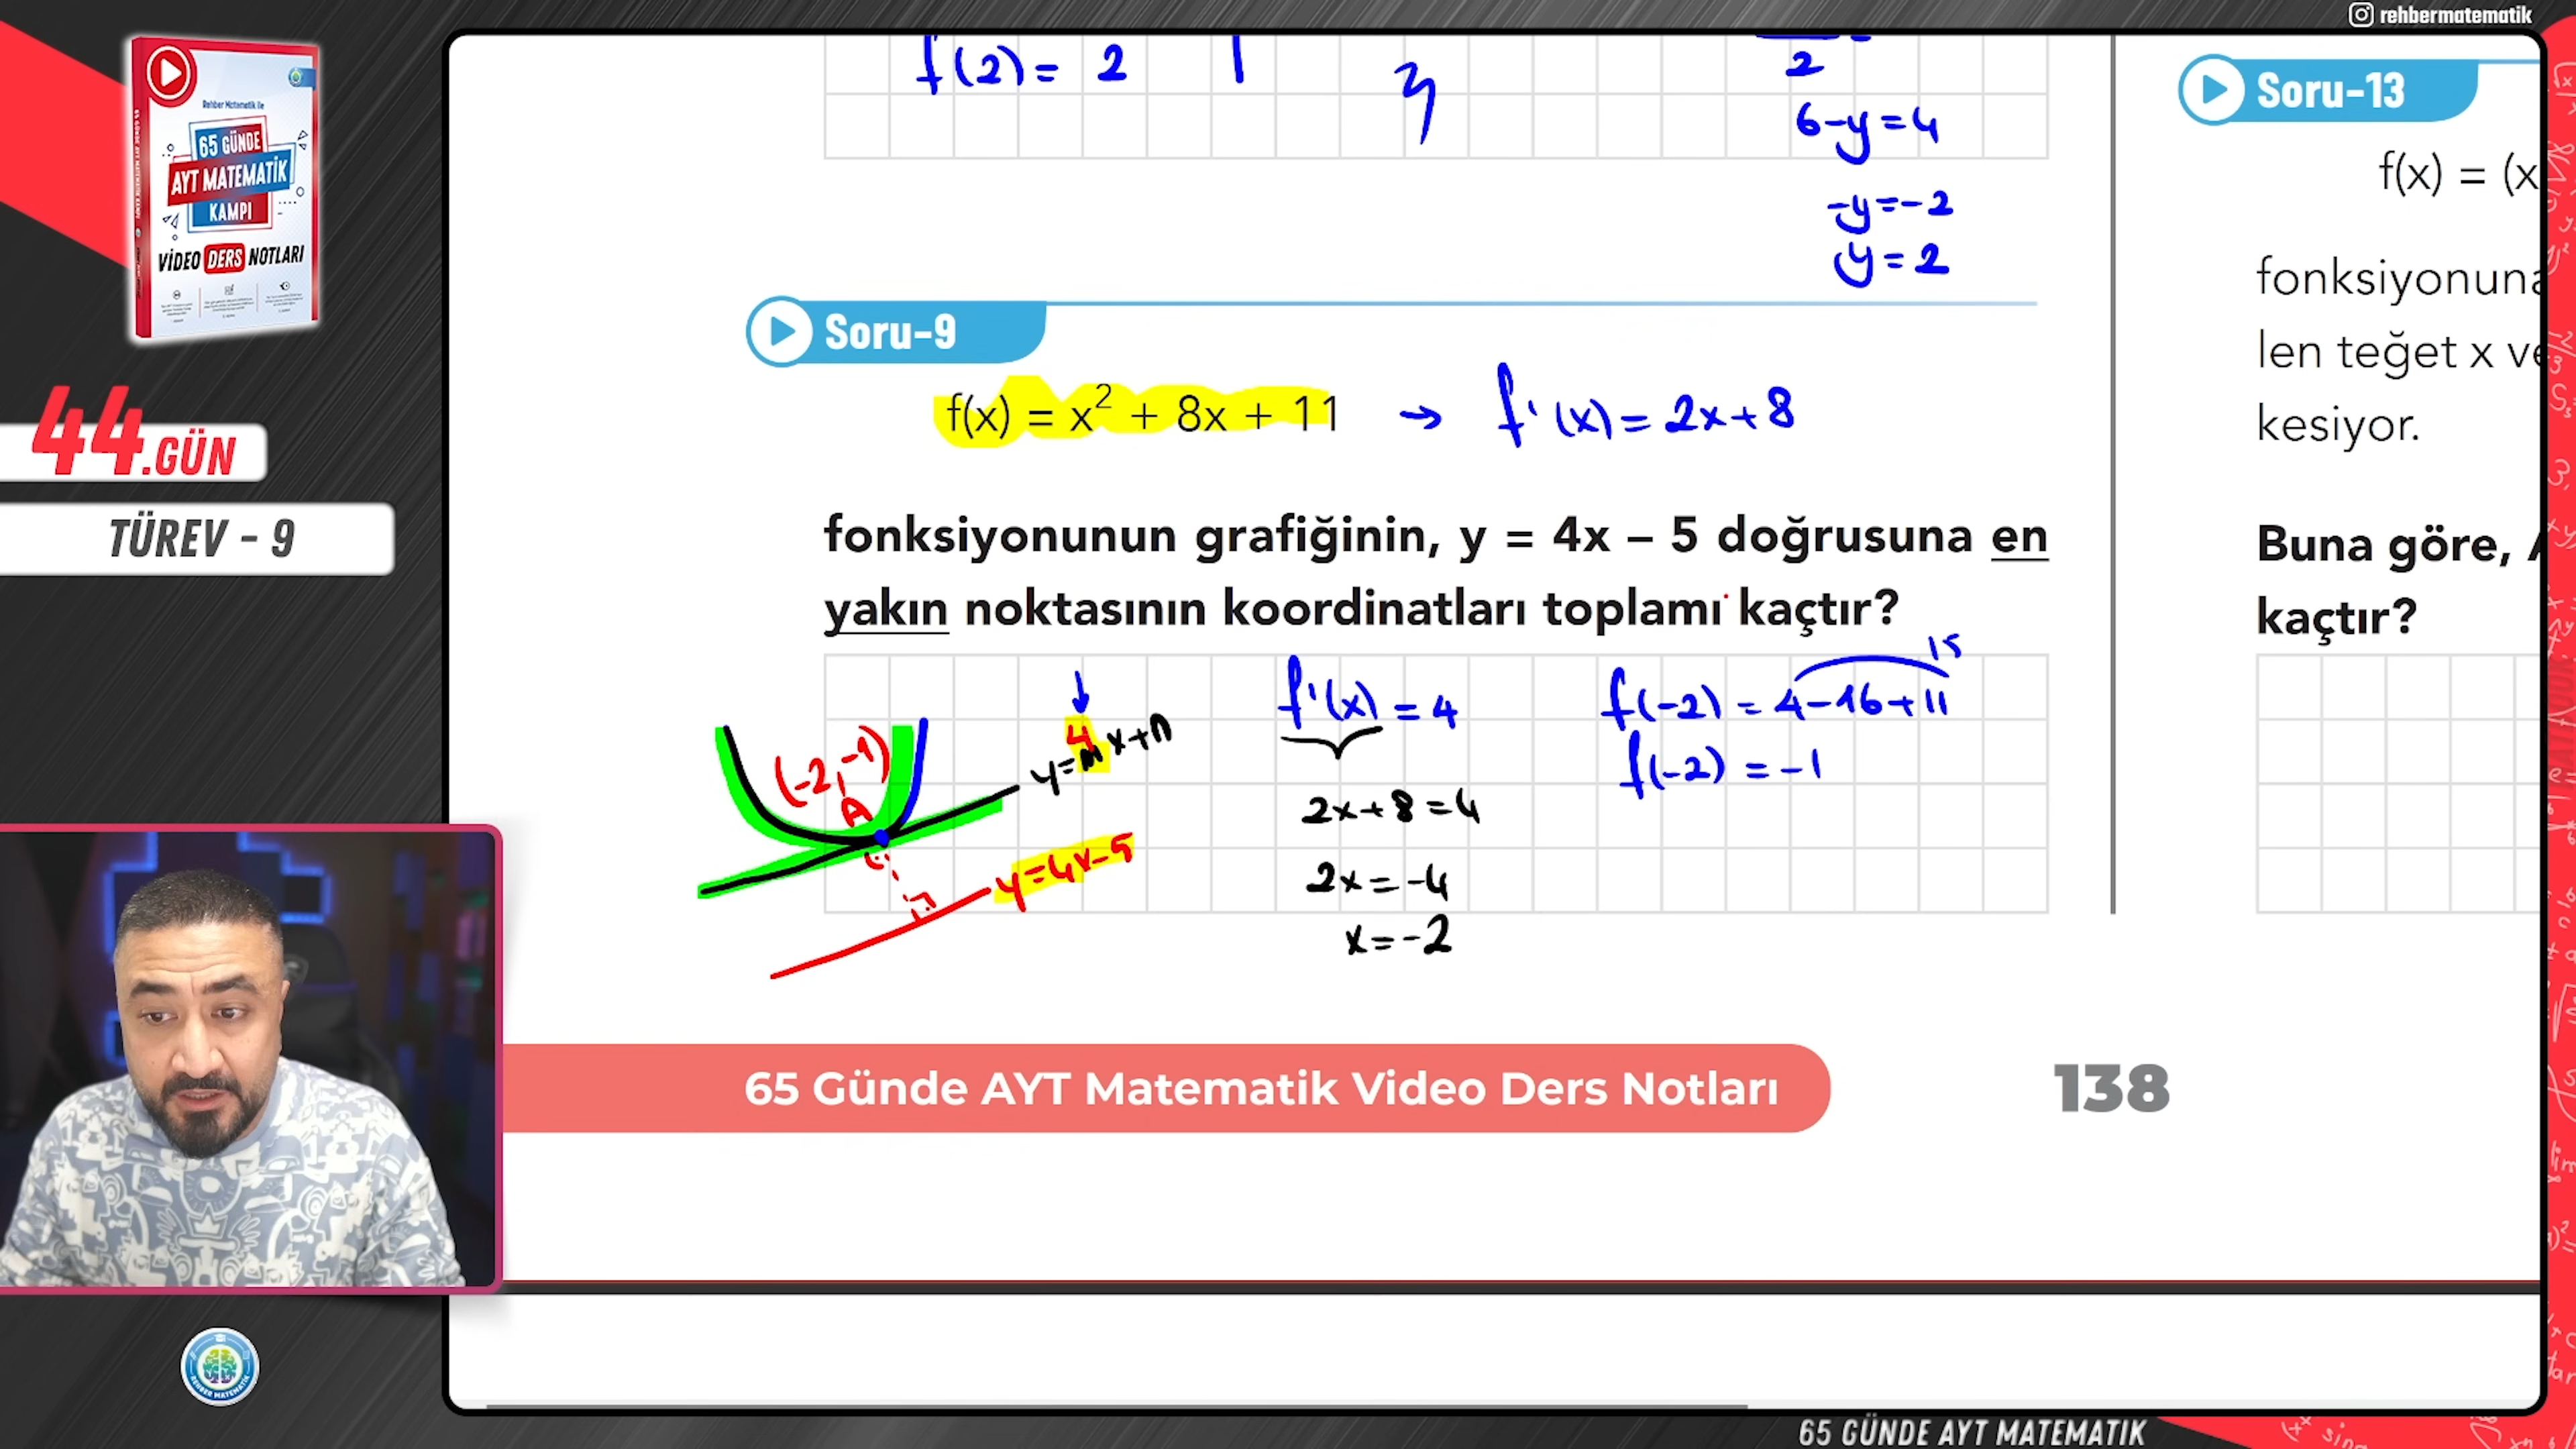 rehbermatematik
Rehber Matematik ile
65 GÜNDE
AYT MATEMATİK
KAMPI
VİDEO DERS NOTLARI
44.GÜN
TÜREV - 9
f(2) = 2
2
6-y=4
-y=-2
y=2
Soru-9
f(x) = x² + 8x + 11 → f'(x) = 2x+8
fonksiyonunun grafiğinin, y = 4x – 5 doğrusuna en
yakın noktasının koordinatları toplamı kaçtır?
(-2,-1)
A
4
y=mx+n
y=4x-5
f'(x) = 4
2x+8=4
2x=-4
x=-2
15
f(-2) = 4-16+11
f(-2) = -1
65 Günde AYT Matematik Video Ders Notları
138
Soru-13
f(x) = (x
fonksiyonuna
len teğet x ve
kesiyor.
Buna göre, A
kaçtır?
REHBER MATEMATİK
65 GÜNDE AYT MATEMATİK